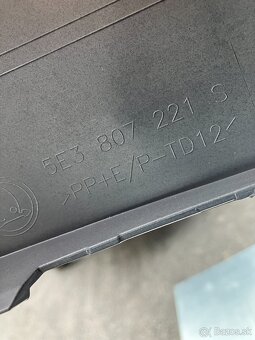 5E3 807 221 S
>PP+E/P-TD12<
Bazos.sk